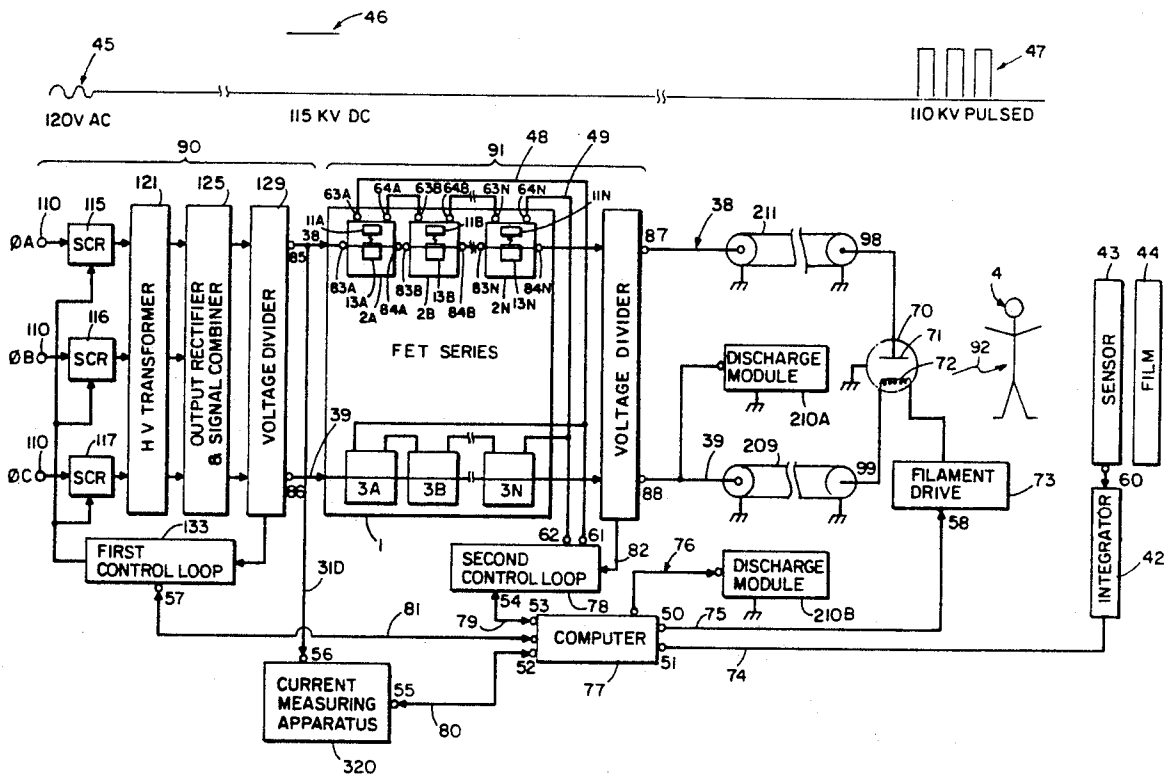 46
45
47
120V AC
115 KV DC
110 KV PULSED
90
91
48
49
110
115
121
125
129
63A
64A
63B
64B
63N
64N
11A
11B
11N
ØA
SCR
38
85
83A
13A
2A
84A
83B
2B
13B
84B
83N
2N
13N
84N
87
38
211
98
43
44
4
HV TRANSFORMER
OUTPUT RECTIFIER & SIGNAL COMBINER
VOLTAGE DIVIDER
FET SERIES
VOLTAGE DIVIDER
110
116
ØB
SCR
70
71
72
92
SENSOR
FILM
DISCHARGE
MODULE
210A
110
117
ØC
SCR
39
86
3A
3B
3N
88
39
209
99
FILAMENT
DRIVE
73
58
60
133
1
62
61
82
FIRST
CONTROL LOOP
57
31D
SECOND
CONTROL LOOP
54
78
76
DISCHARGE
MODULE
210B
INTEGRATOR
42
81
79
53
50
75
COMPUTER
52
51
74
77
56
CURRENT
MEASURING
APPARATUS
55
80
320